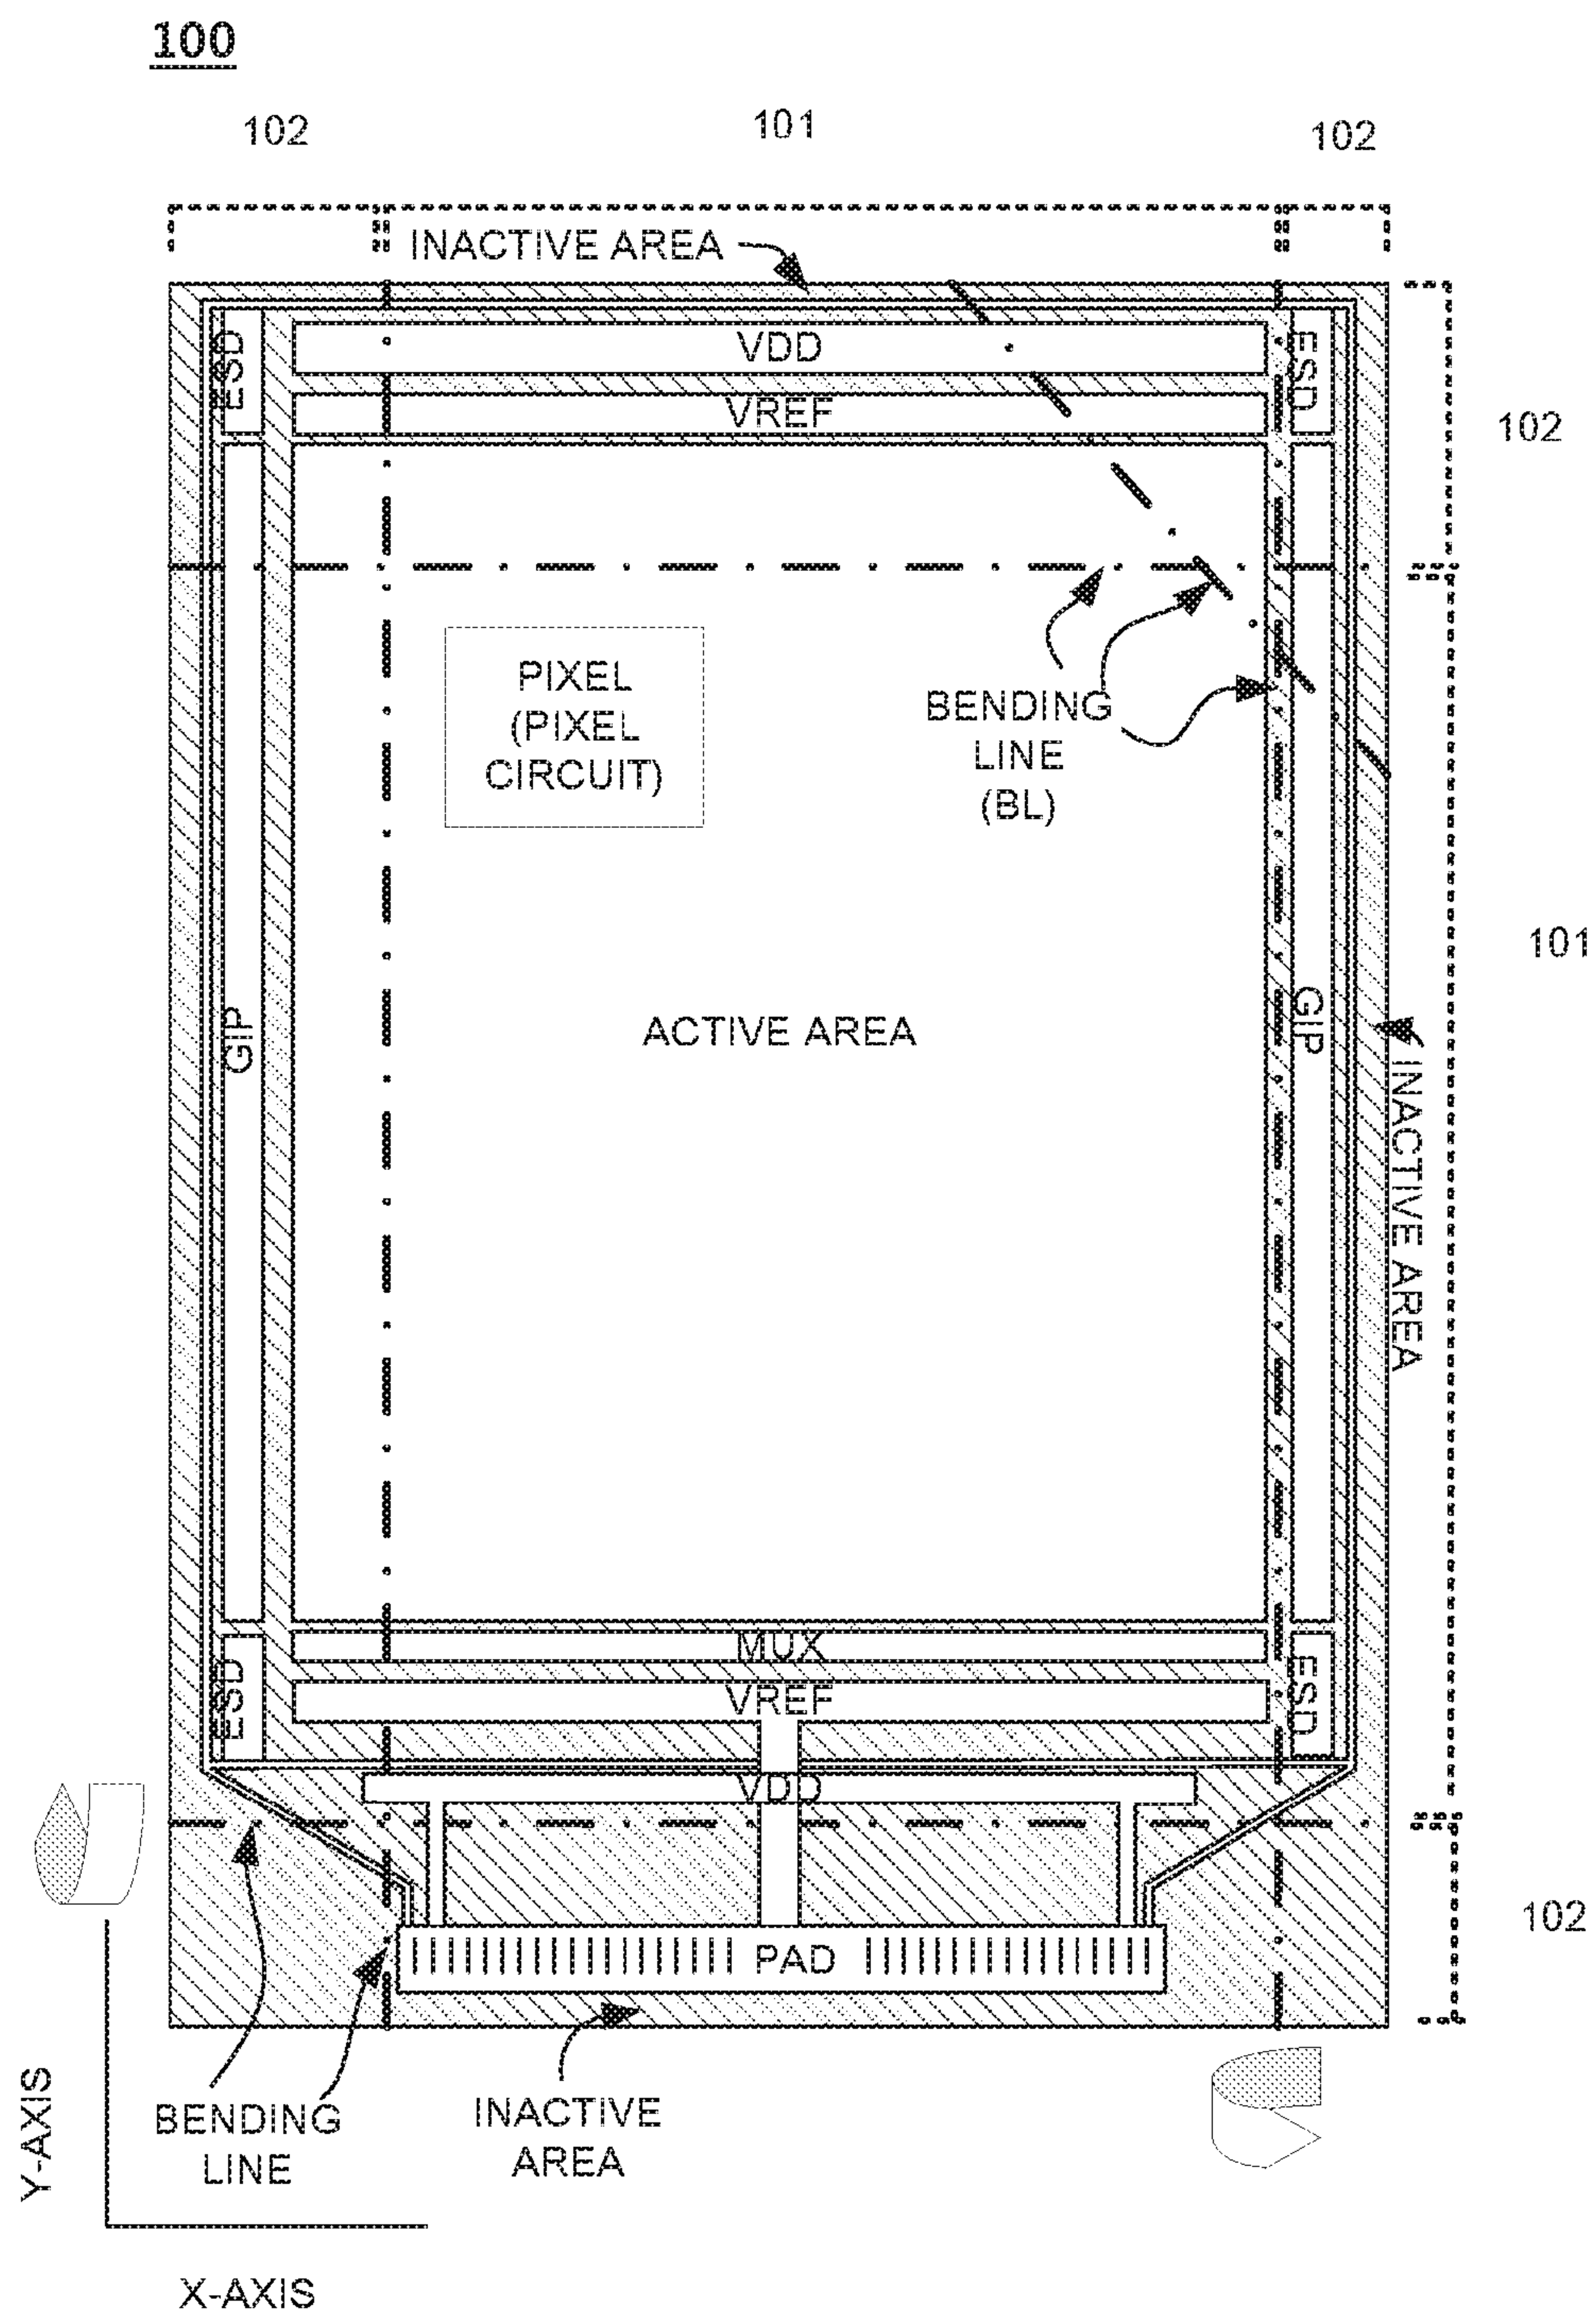 100
102
101
102
INACTIVE AREA
ESD
VDD
ESD
VREF
102
PIXEL
(PIXEL
CIRCUIT)
BENDING
LINE
(BL)
101
GIP
ACTIVE AREA
GIP
INACTIVE AREA
MUX
ESD
VREF
ESD
VDD
102
PAD
BENDING
LINE
INACTIVE
AREA
Y-AXIS
X-AXIS